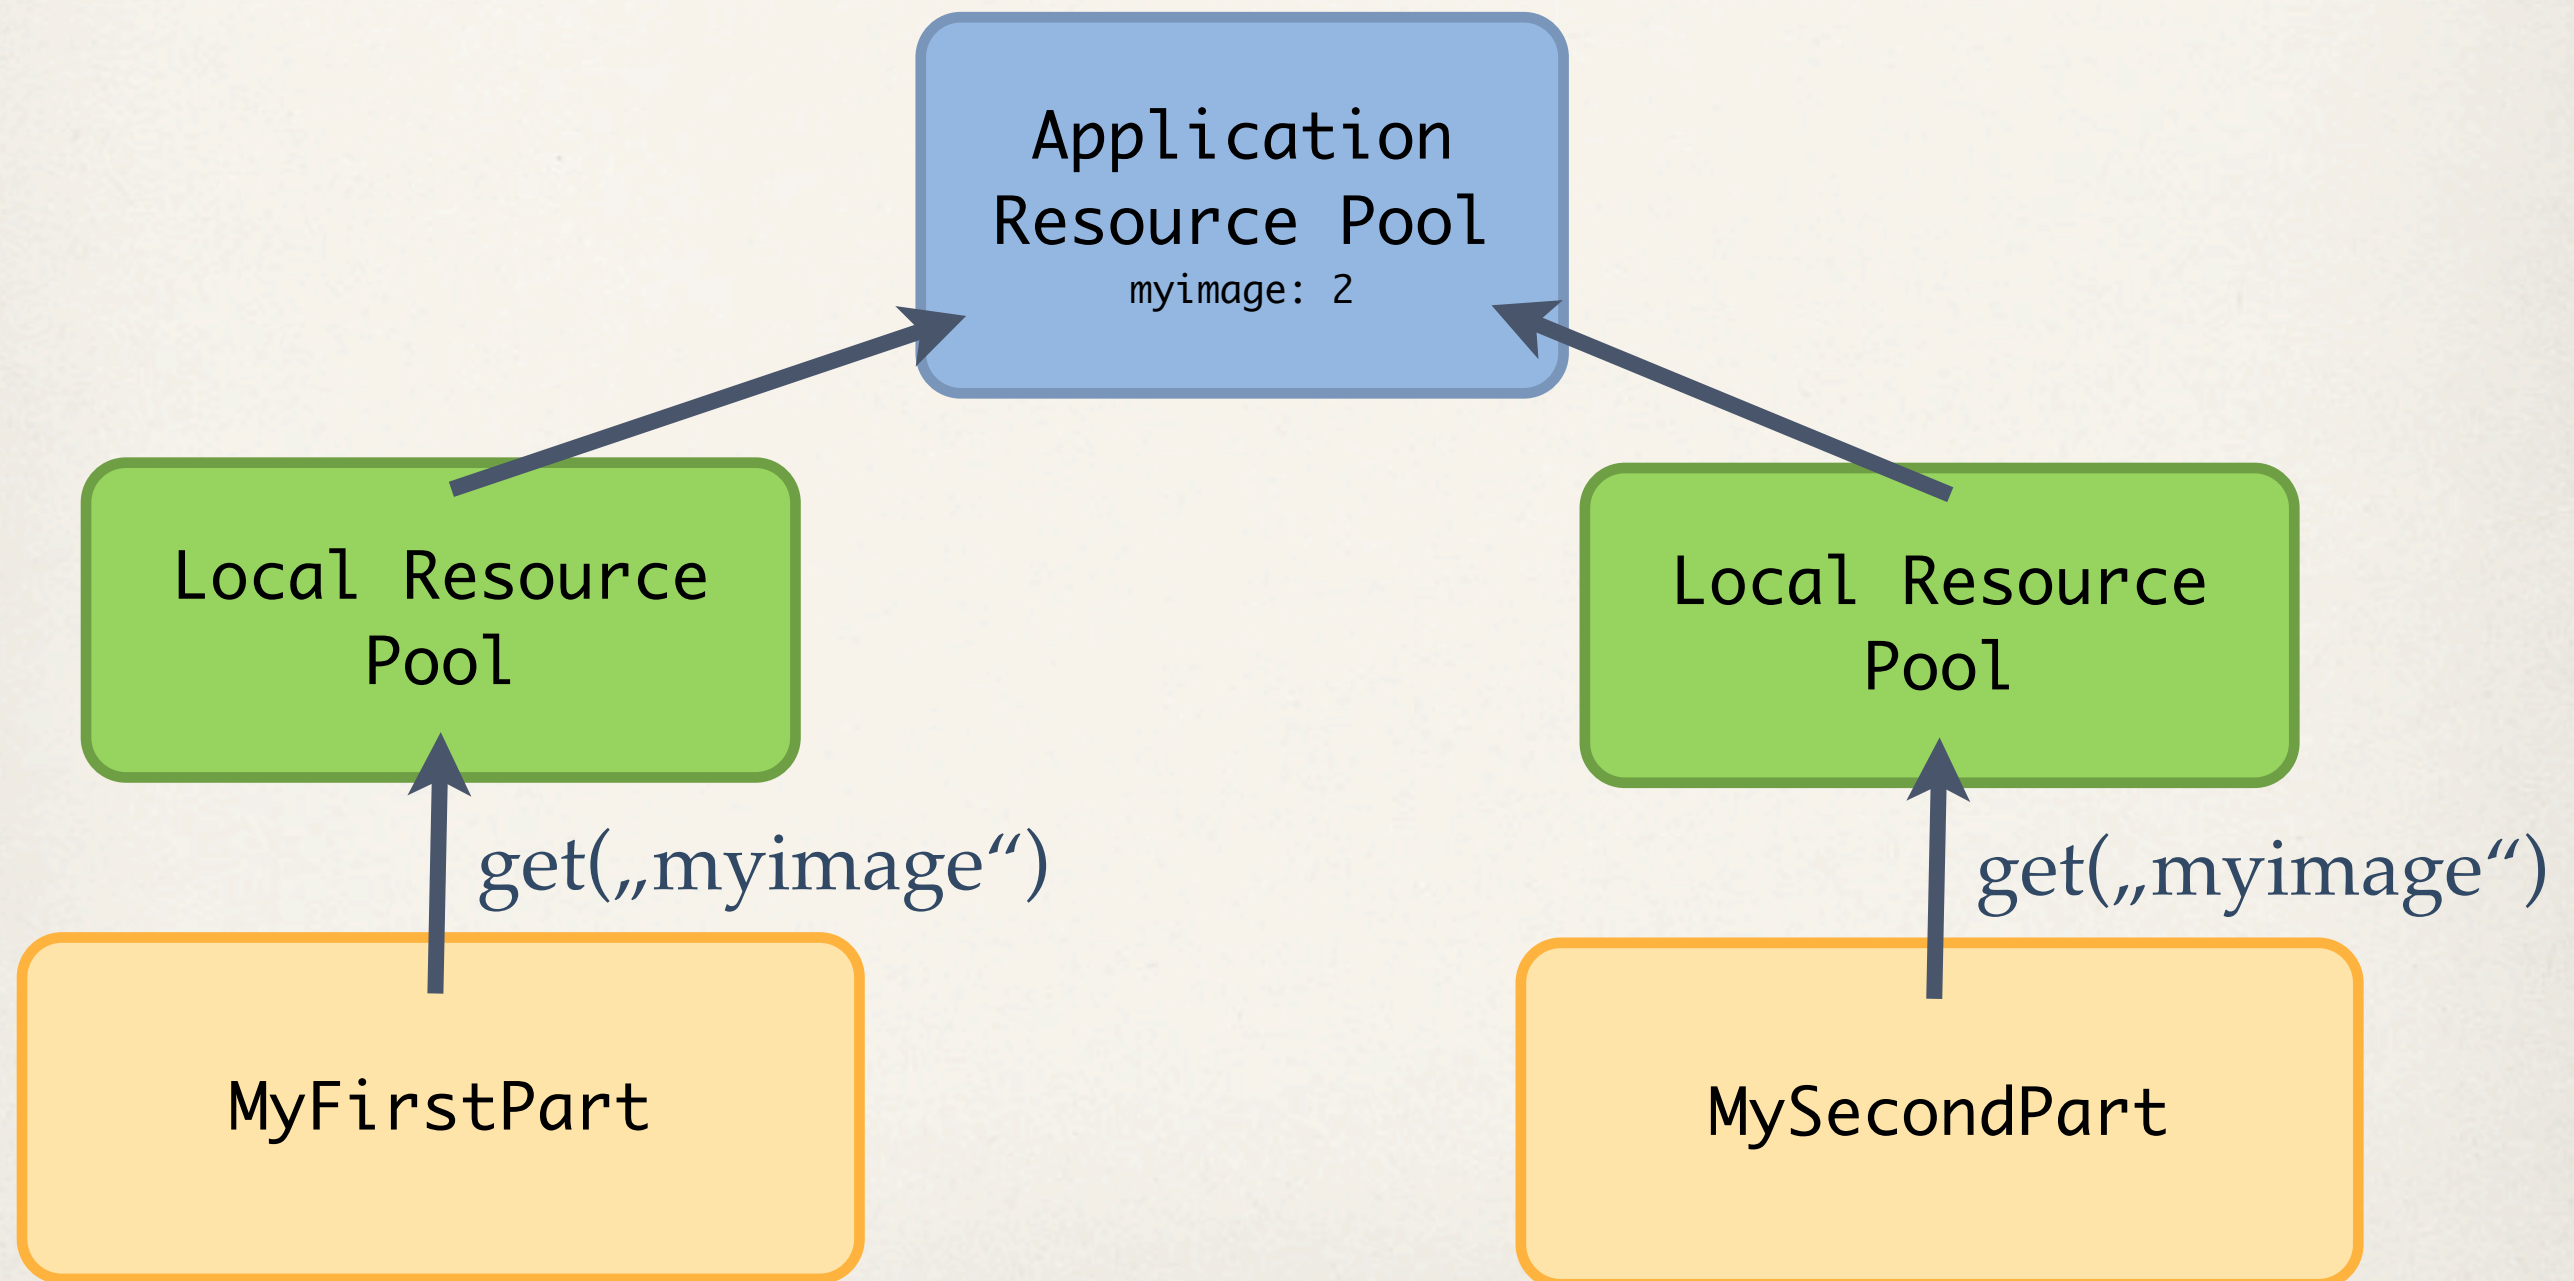 Application
Resource Pool
myimage: 2
Local Resource
Pool
Local Resource
Pool
get(„myimage“)
get(„myimage“)
MyFirstPart
MySecondPart